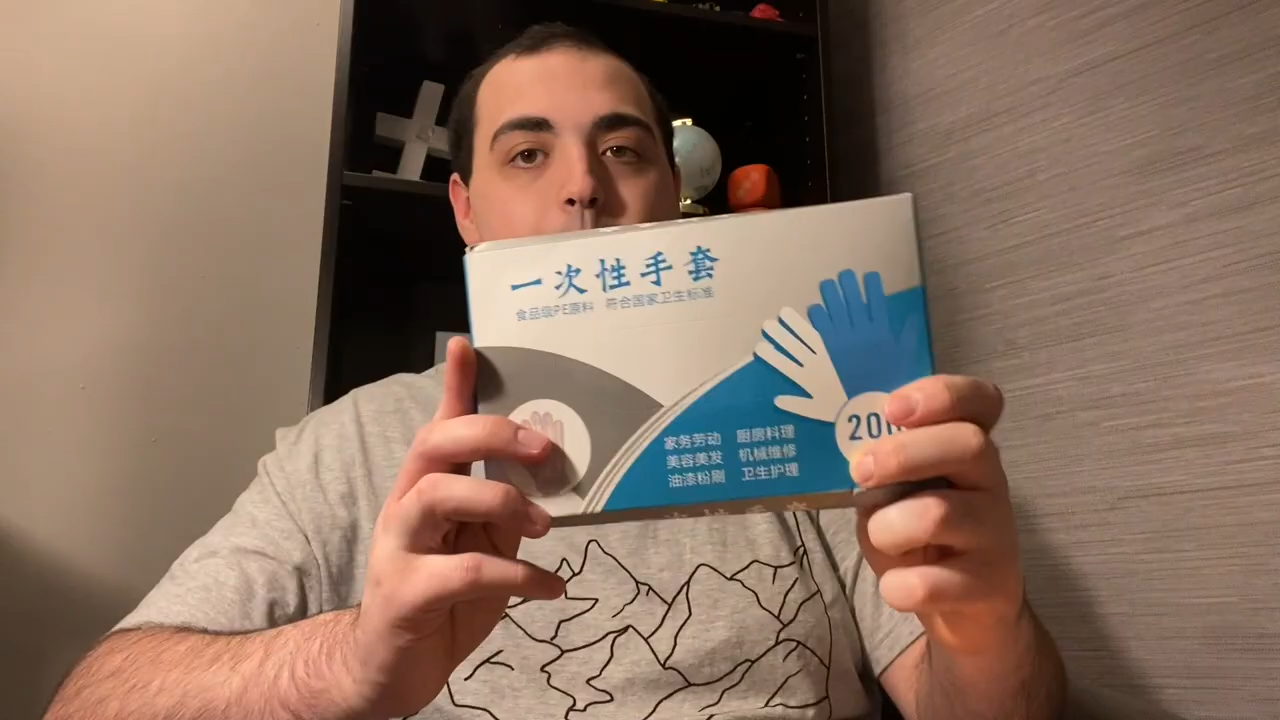 一次性手套
食品级PE原料 符合国家卫生标准
家务劳动 厨房料理
美容美发 机械维修
油漆粉刷 卫生护理
20